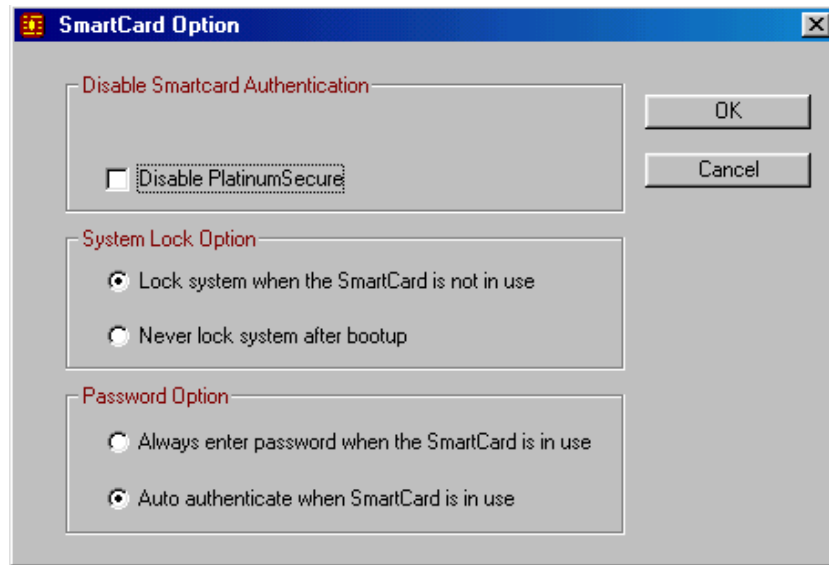 SmartCard Option
Disable Smartcard Authentication
Disable PlatinumSecure
OK
Cancel
System Lock Option
Lock system when the SmartCard is not in use
Never lock system after bootup
Password Option
Always enter password when the SmartCard is in use
Auto authenticate when SmartCard is in use